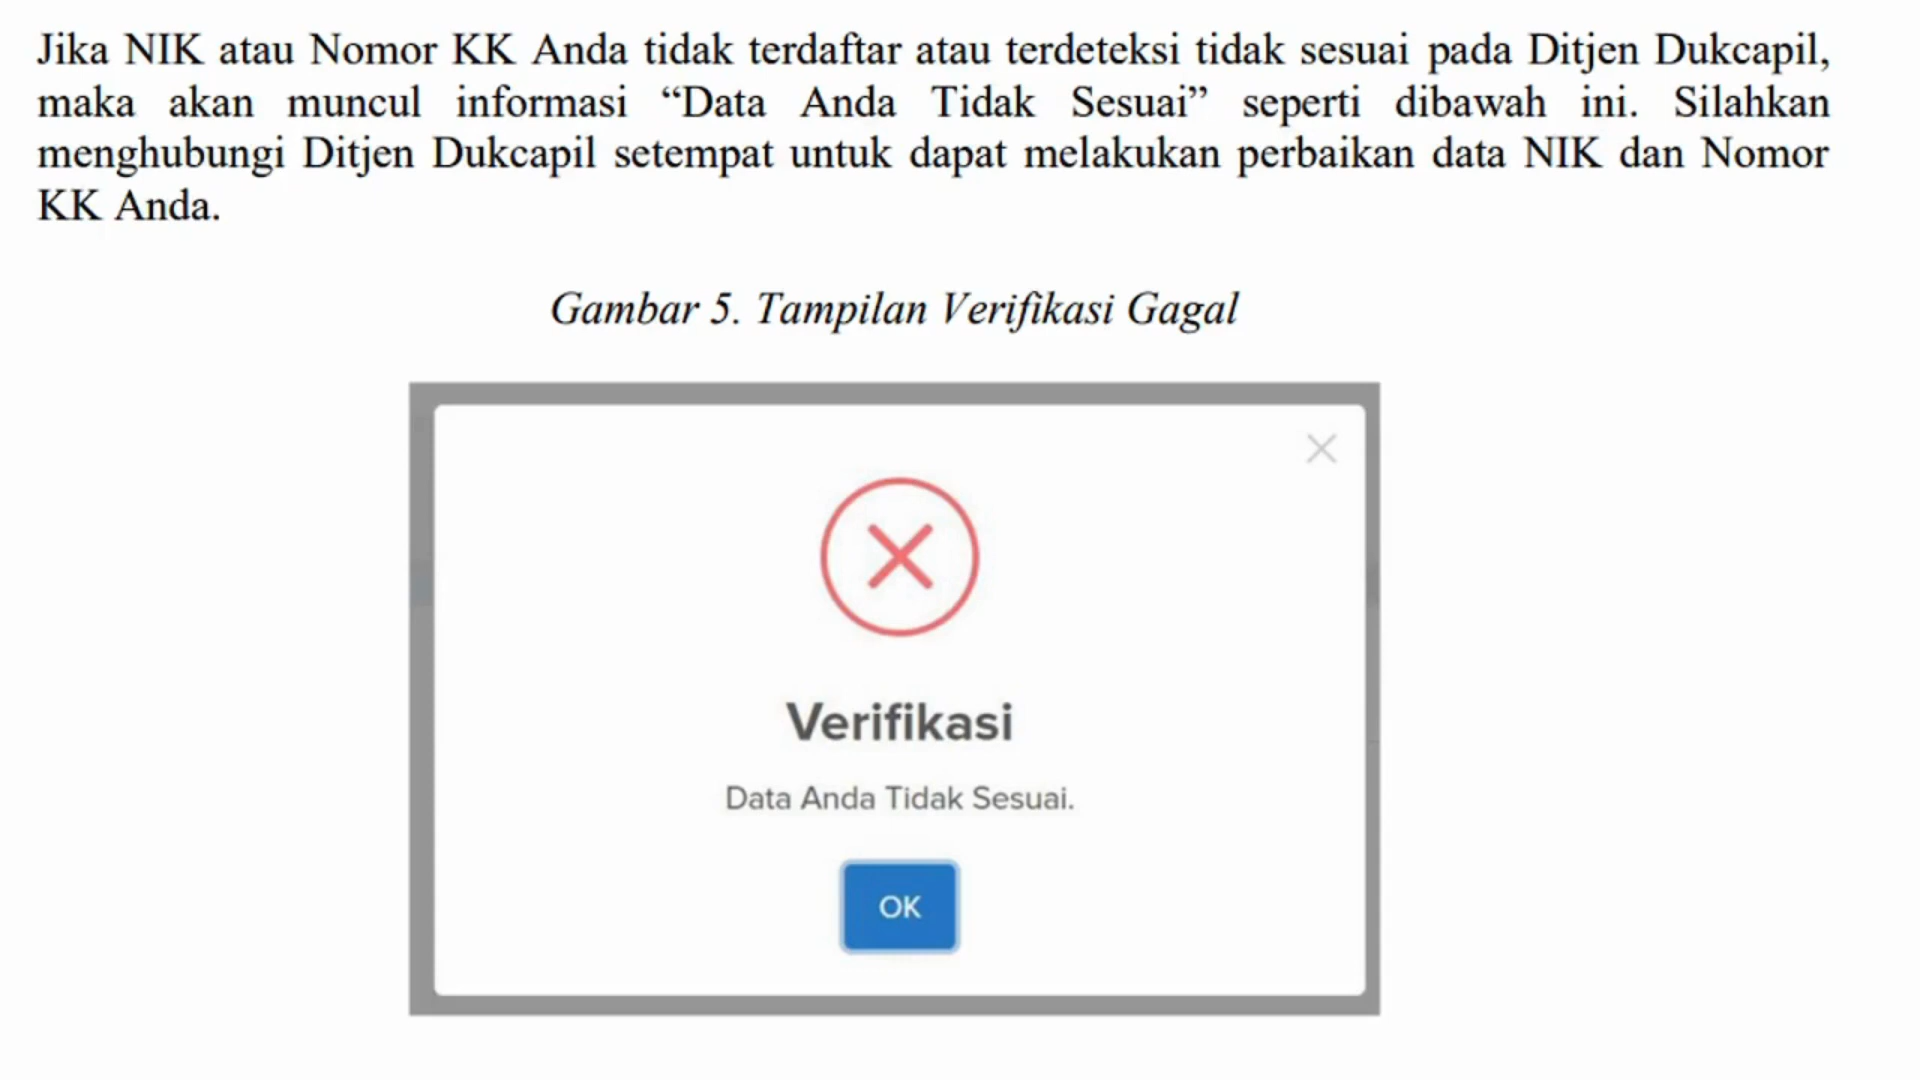 Jika NIK atau Nomor KK Anda tidak terdaftar atau terdeteksi tidak sesuai pada Ditjen Dukcapil,
maka akan muncul informasi “Data Anda Tidak Sesuai” seperti dibawah ini. Silahkan
menghubungi Ditjen Dukcapil setempat untuk dapat melakukan perbaikan data NIK dan Nomor
KK Anda.
Gambar 5. Tampilan Verifikasi Gagal
Verifikasi
Data Anda Tidak Sesuai.
OK